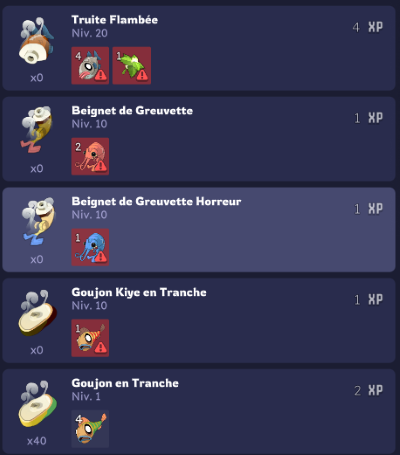 Truite Flambée
4 XP
Niv. 20
4
1
x0
Beignet de Greuvette
1 XP
Niv. 10
2
x0
Beignet de Greuvette Horreur
1 XP
Niv. 10
1
x0
Goujon Kiye en Tranche
1 XP
Niv. 10
1
x0
Goujon en Tranche
2 XP
Niv. 1
4
x40